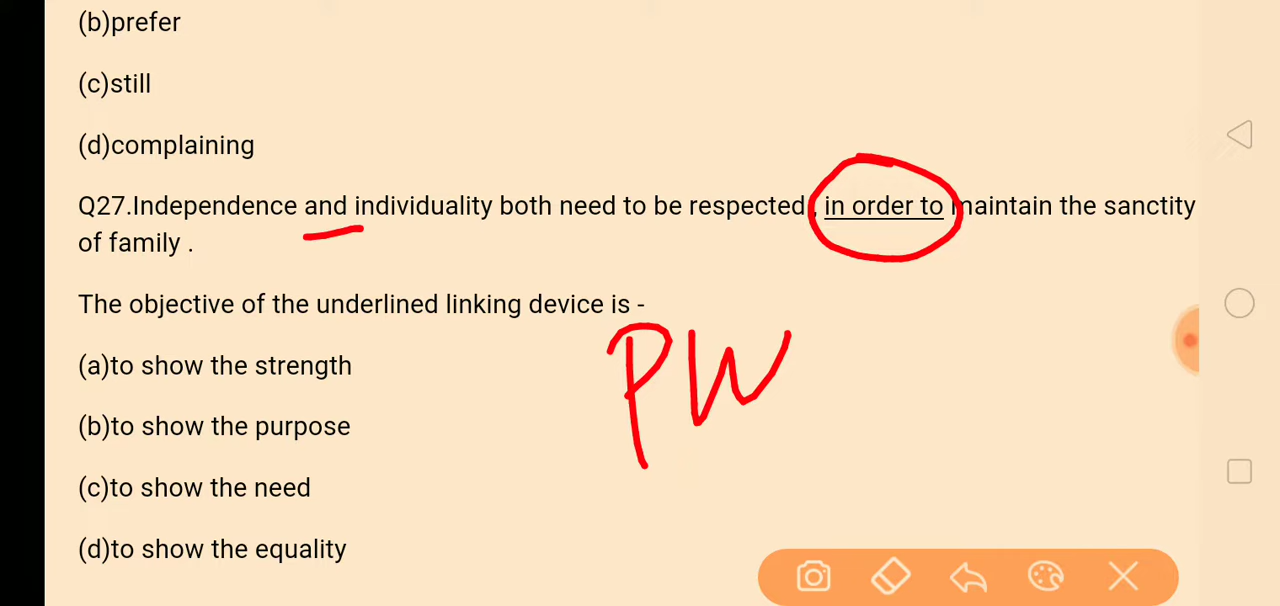 (b)prefer
(c)still
(d)complaining
Q27.Independence and individuality both need to be respected , in order to maintain the sanctity
of family .
The objective of the underlined linking device is -
PW
(a)to show the strength
(b)to show the purpose
(c)to show the need
(d)to show the equality